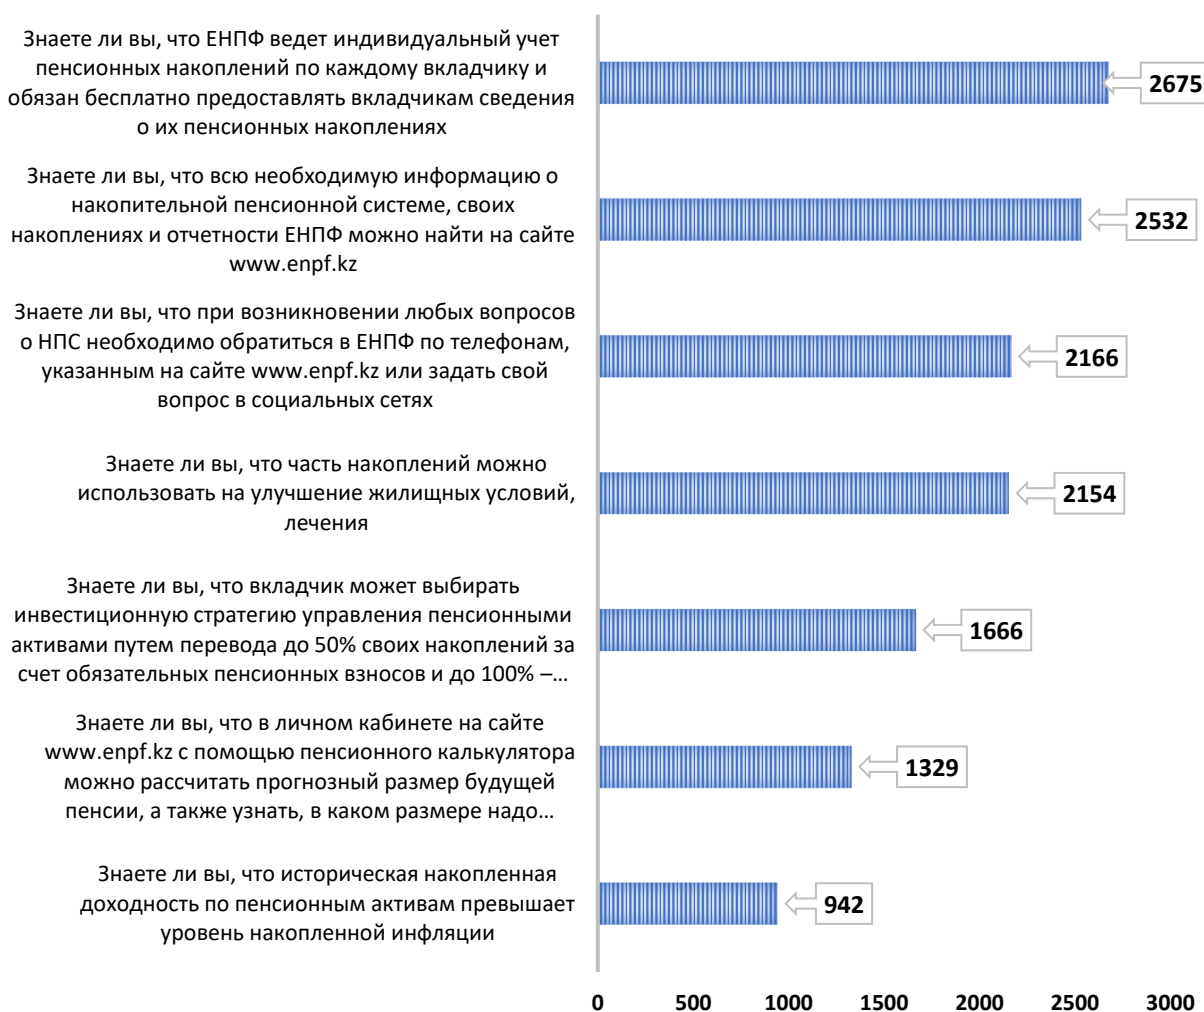 Знаете ли вы, что ЕНПФ ведет индивидуальный учет
пенсионных накоплений по каждому вкладчику и
обязан бесплатно предоставлять вкладчикам сведения
о их пенсионных накоплениях
2675
Знаете ли вы, что всю необходимую информацию о
накопительной пенсионной системе, своих
накоплениях и отчетности ЕНПФ можно найти на сайте
www.enpf.kz
2532
Знаете ли вы, что при возникновении любых вопросов
о НПС необходимо обратиться в ЕНПФ по телефонам,
указанным на сайте www.enpf.kz или задать свой
вопрос в социальных сетях
2166
Знаете ли вы, что часть накоплений можно
использовать на улучшение жилищных условий,
лечения
2154
Знаете ли вы, что вкладчик может выбирать
инвестиционную стратегию управления пенсионными
активами путем перевода до 50% своих накоплений за
счет обязательных пенсионных взносов и до 100% –…
1666
Знаете ли вы, что в личном кабинете на сайте
www.enpf.kz с помощью пенсионного калькулятора
можно рассчитать прогнозный размер будущей
пенсии, а также узнать, в каком размере надо…
1329
Знаете ли вы, что историческая накопленная
доходность по пенсионным активам превышает
уровень накопленной инфляции
942
0 500 1000 1500 2000 2500 3000